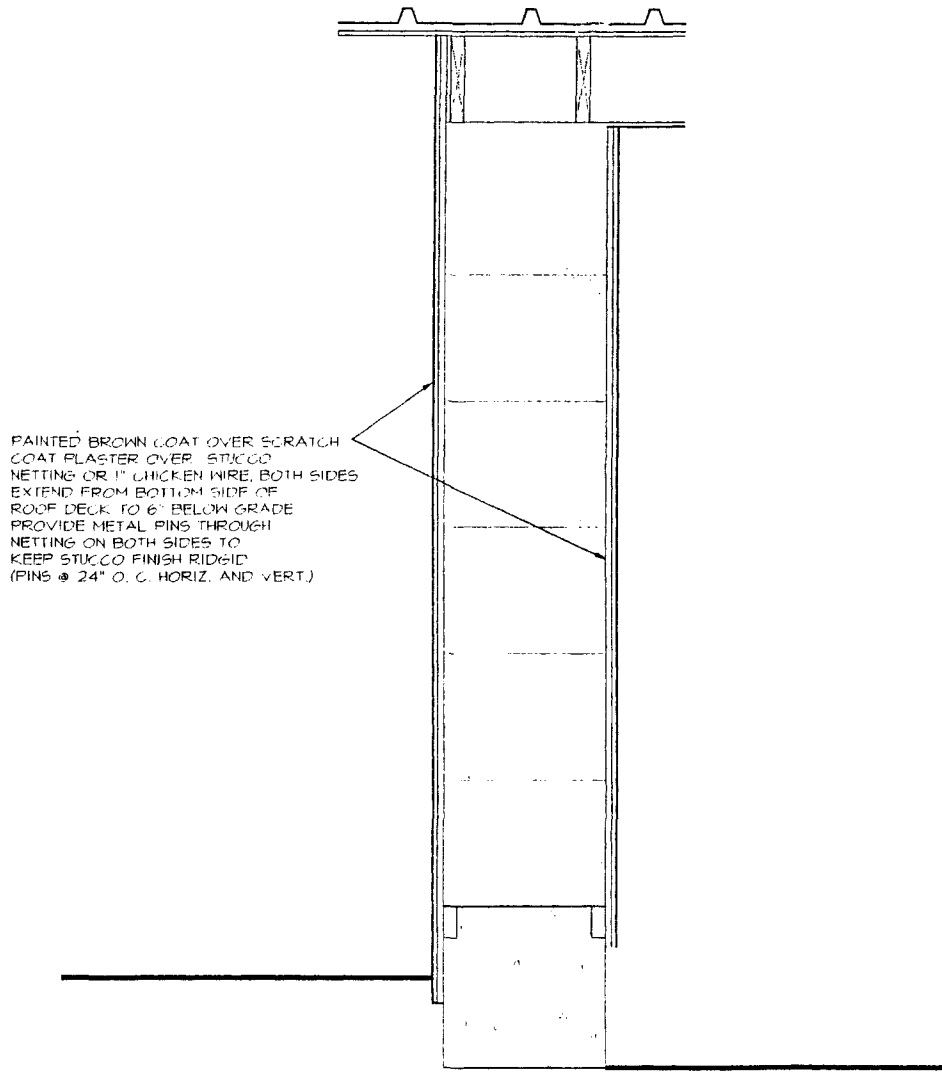 PAINTED BROWN COAT OVER SCRATCH
COAT PLASTER OVER STUCCO
NETTING OR 1" CHICKEN WIRE, BOTH SIDES
EXTEND FROM BOTTOM SIDE OF
ROOF DECK TO 6" BELOW GRADE
PROVIDE METAL PINS THROUGH
NETTING ON BOTH SIDES TO
KEEP STUCCO FINISH RIDGID
(PINS @ 24" O. C. HORIZ. AND VERT.)